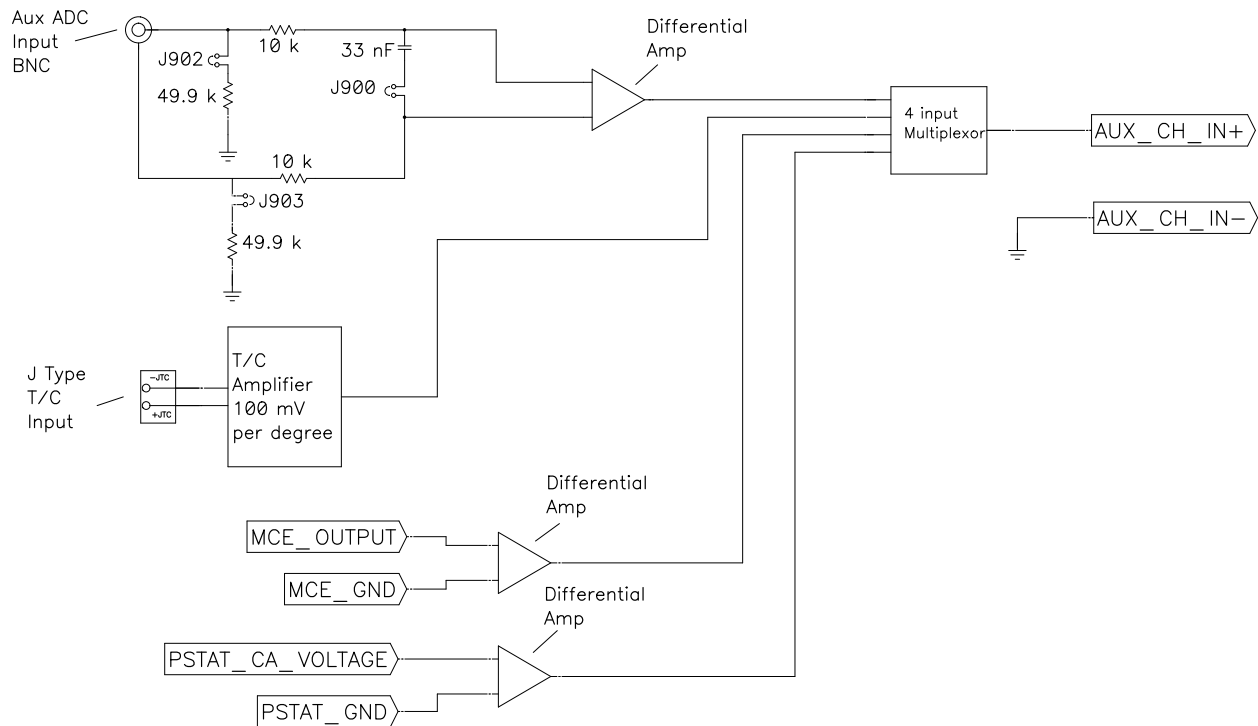 Aux ADC
Input
BNC
10 k
J902
49.9 k
33 nF
J900
Differential
Amp
4 input
Multiplexor
AUX_CH_IN+
10 k
J903
49.9 k
AUX_CH_IN-
J Type
T/C
Input
-JTC
+JTC
T/C
Amplifier
100 mV
per degree
Differential
Amp
MCE_OUTPUT
MCE_GND
Differential
Amp
PSTAT_CA_VOLTAGE
PSTAT_GND